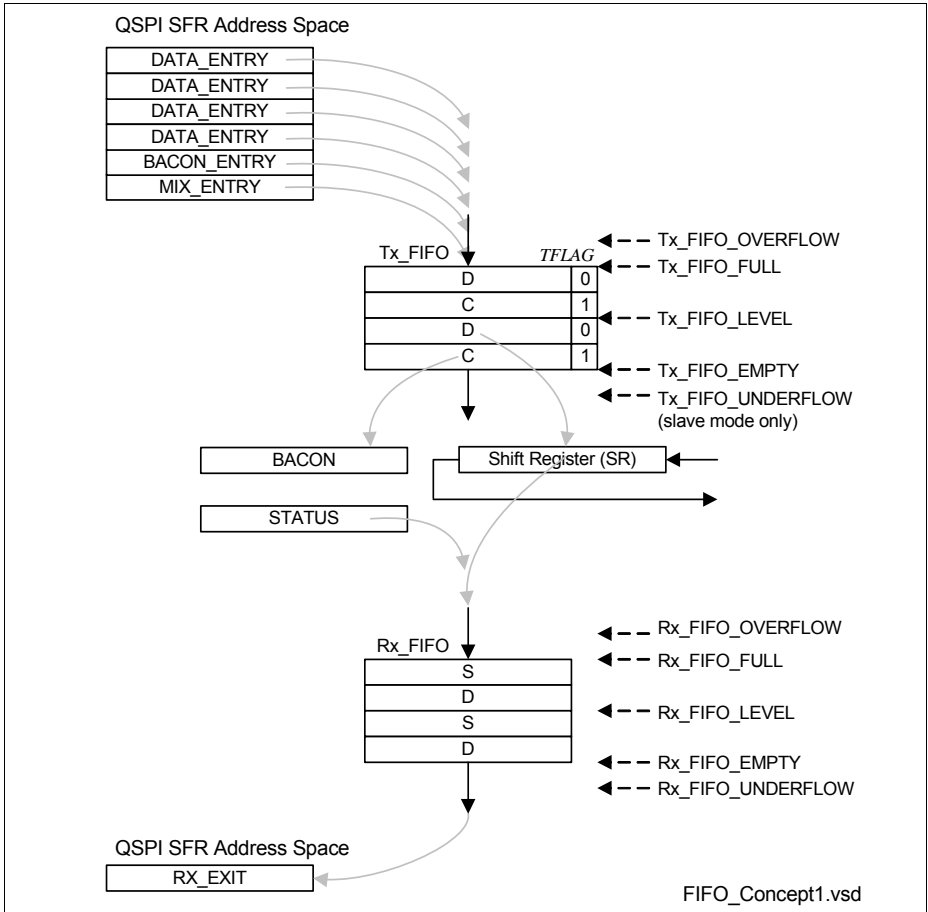 QSPI SFR Address Space
DATA_ENTRY
DATA_ENTRY
DATA_ENTRY
DATA_ENTRY
BACON_ENTRY
MIX_ENTRY
Tx_FIFO
TFLAG
Tx_FIFO_OVERFLOW
Tx_FIFO_FULL
D 0
C 1
Tx_FIFO_LEVEL
D 0
C 1
Tx_FIFO_EMPTY
Tx_FIFO_UNDERFLOW
(slave mode only)
BACON
Shift Register (SR)
STATUS
Rx_FIFO
Rx_FIFO_OVERFLOW
Rx_FIFO_FULL
S
D
Rx_FIFO_LEVEL
S
D
Rx_FIFO_EMPTY
Rx_FIFO_UNDERFLOW
QSPI SFR Address Space
RX_EXIT
FIFO_Concept1.vsd